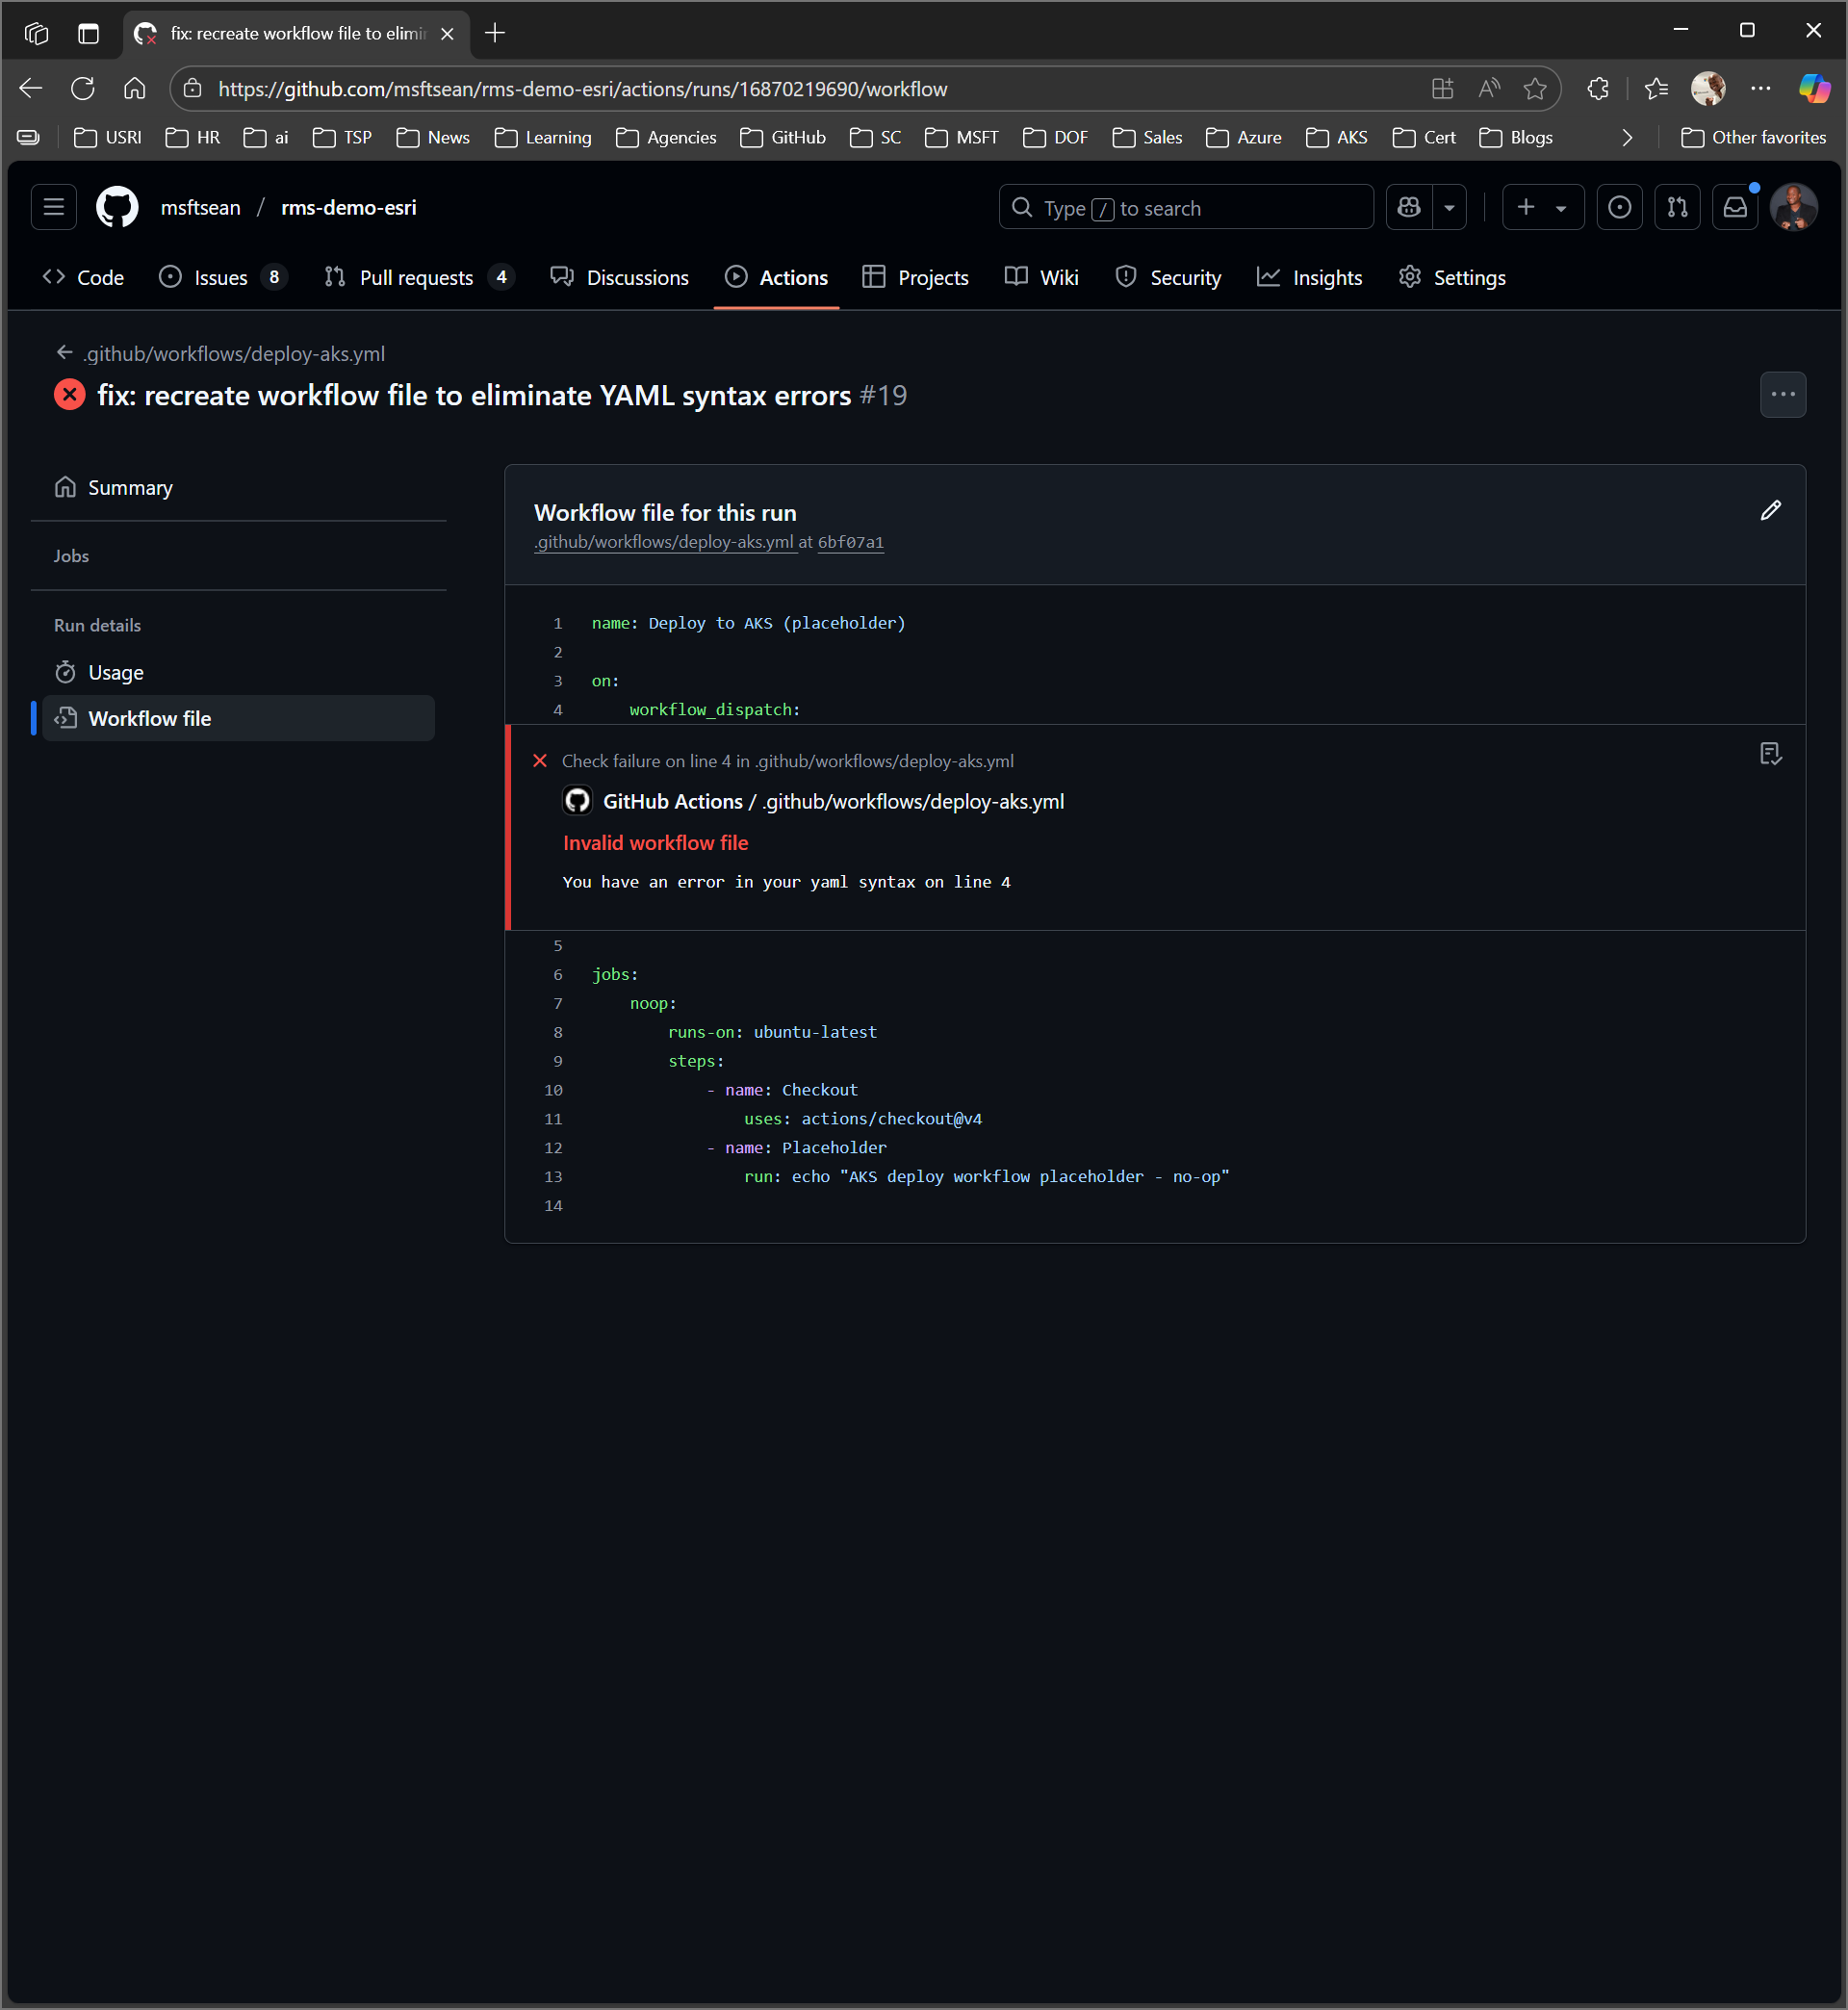 fix: recreate workflow file to elimin
https://github.com/msftsean/rms-demo-esri/actions/runs/16870219690/workflow
USRI HR ai TSP News Learning Agencies GitHub SC MSFT DOF Sales Azure AKS Cert Blogs Other favorites
msftsean / rms-demo-esri
Type / to search
Code Issues 8 Pull requests 4 Discussions Actions Projects Wiki Security Insights Settings
.github/workflows/deploy-aks.yml
fix: recreate workflow file to eliminate YAML syntax errors #19
Summary
Jobs
Run details
Usage
Workflow file
Workflow file for this run
.github/workflows/deploy-aks.yml at 6bf07a1
1 name: Deploy to AKS (placeholder)
2
3 on:
4 workflow_dispatch:
Check failure on line 4 in .github/workflows/deploy-aks.yml
GitHub Actions / .github/workflows/deploy-aks.yml
Invalid workflow file
You have an error in your yaml syntax on line 4
5
6 jobs:
7 noop:
8 runs-on: ubuntu-latest
9 steps:
10 - name: Checkout
11 uses: actions/checkout@v4
12 - name: Placeholder
13 run: echo "AKS deploy workflow placeholder - no-op"
14